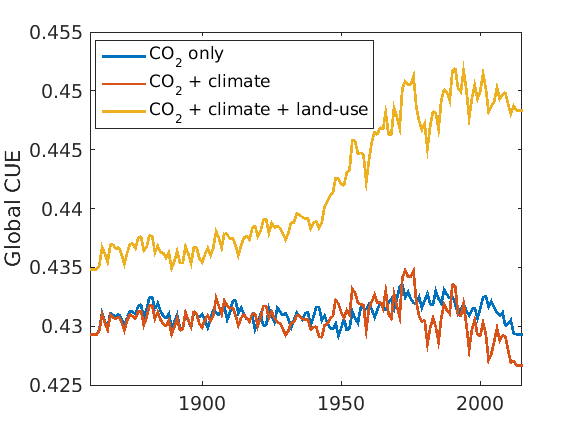 0.455
0.45
0.445
0.44
0.435
0.43
0.425
Global CUE
CO2 only
CO2 + climate
CO2 + climate + land-use
1900
1950
2000